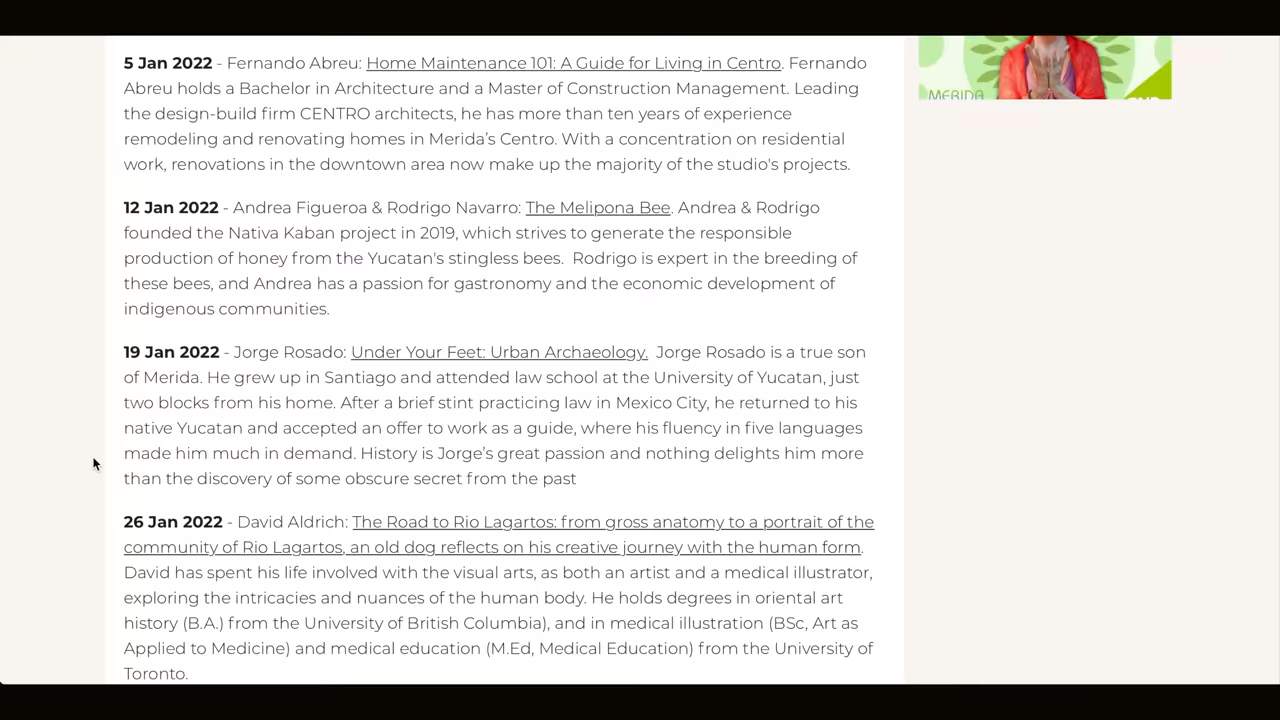 5 Jan 2022 - Fernando Abreu: Home Maintenance 101: A Guide for Living in Centro. Fernando
Abreu holds a Bachelor in Architecture and a Master of Construction Management. Leading
the design-build firm CENTRO architects, he has more than ten years of experience
remodeling and renovating homes in Merida's Centro. With a concentration on residential
work, renovations in the downtown area now make up the majority of the studio's projects.
12 Jan 2022 - Andrea Figueroa & Rodrigo Navarro: The Melipona Bee. Andrea & Rodrigo
founded the Nativa Kaban project in 2019, which strives to generate the responsible
production of honey from the Yucatan's stingless bees.  Rodrigo is expert in the breeding of
these bees, and Andrea has a passion for gastronomy and the economic development of
indigenous communities.
19 Jan 2022 - Jorge Rosado: Under Your Feet: Urban Archaeology.  Jorge Rosado is a true son
of Merida. He grew up in Santiago and attended law school at the University of Yucatan, just
two blocks from his home. After a brief stint practicing law in Mexico City, he returned to his
native Yucatan and accepted an offer to work as a guide, where his fluency in five languages
made him much in demand. History is Jorge's great passion and nothing delights him more
than the discovery of some obscure secret from the past
26 Jan 2022 - David Aldrich: The Road to Rio Lagartos: from gross anatomy to a portrait of the
community of Rio Lagartos, an old dog reflects on his creative journey with the human form.
David has spent his life involved with the visual arts, as both an artist and a medical illustrator,
exploring the intricacies and nuances of the human body. He holds degrees in oriental art
history (B.A.) from the University of British Columbia), and in medical illustration (BSc, Art as
Applied to Medicine) and medical education (M.Ed, Medical Education) from the University of
Toronto.
MERIDA